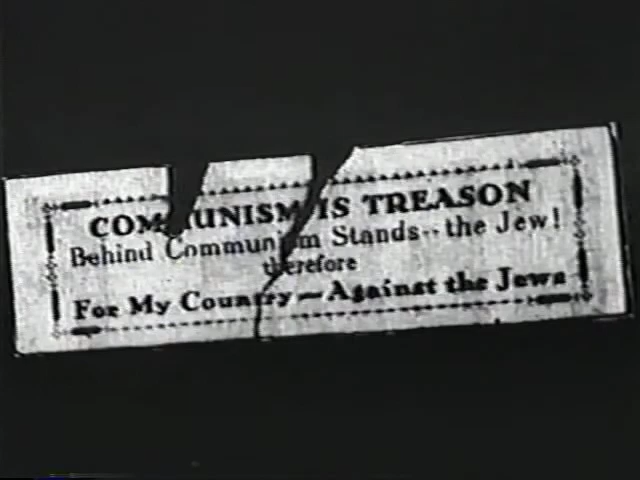 COMMUNISM IS TREASON
Behind Communism Stands--the Jew!
therefore
For My Country—Against the Jews